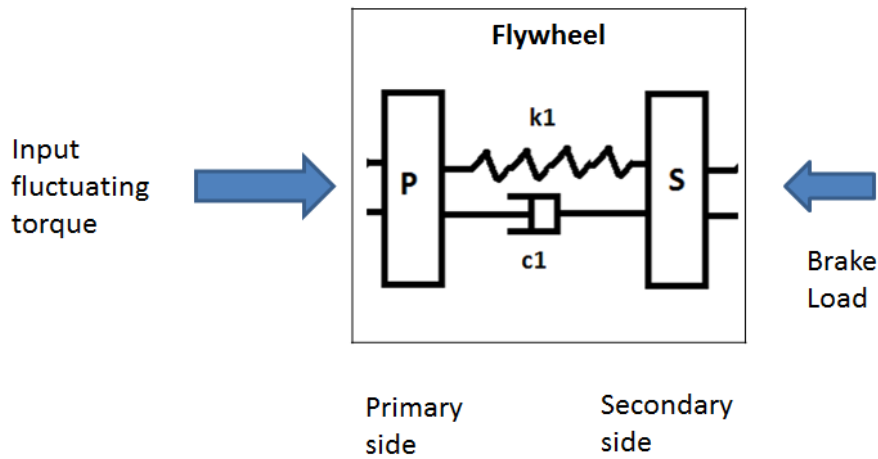 Flywheel
k1
Input
fluctuating
torque
P
S
c1
Brake
Load
Primary
side
Secondary
side